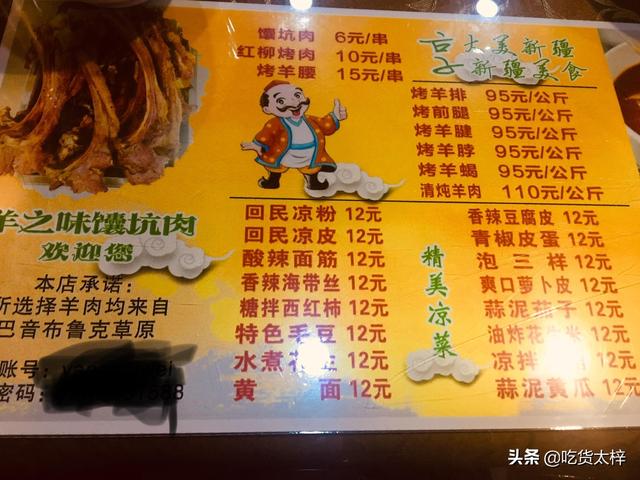 馕坑肉 6元/串
红柳烤肉 10元/串
烤羊腰 15元/串
大美新疆
新疆美食
烤羊排 95元/公斤
烤前腿 95元/公斤
烤羊腱 95元/公斤
烤羊脖 95元/公斤
烤羊蝎 95元/公斤
清炖羊肉 110元/公斤
羊之味馕坑肉
欢迎您
本店承诺:
所选择羊肉均来自
巴音布鲁克草原
账号:
密码:
回民凉粉 12元
回民凉皮 12元
酸辣面筋 12元
香辣海带丝 12元
糖拌西红柿 12元
特色毛豆 12元
水煮花生 12元
黄 面 12元
精美凉菜
香辣豆腐皮 12元
青椒皮蛋 12元
泡三样 12元
爽口萝卜皮 12元
蒜泥茄子 12元
油炸花生米 12元
凉拌 12元
蒜泥黄瓜 12元
头条 @吃货太梓